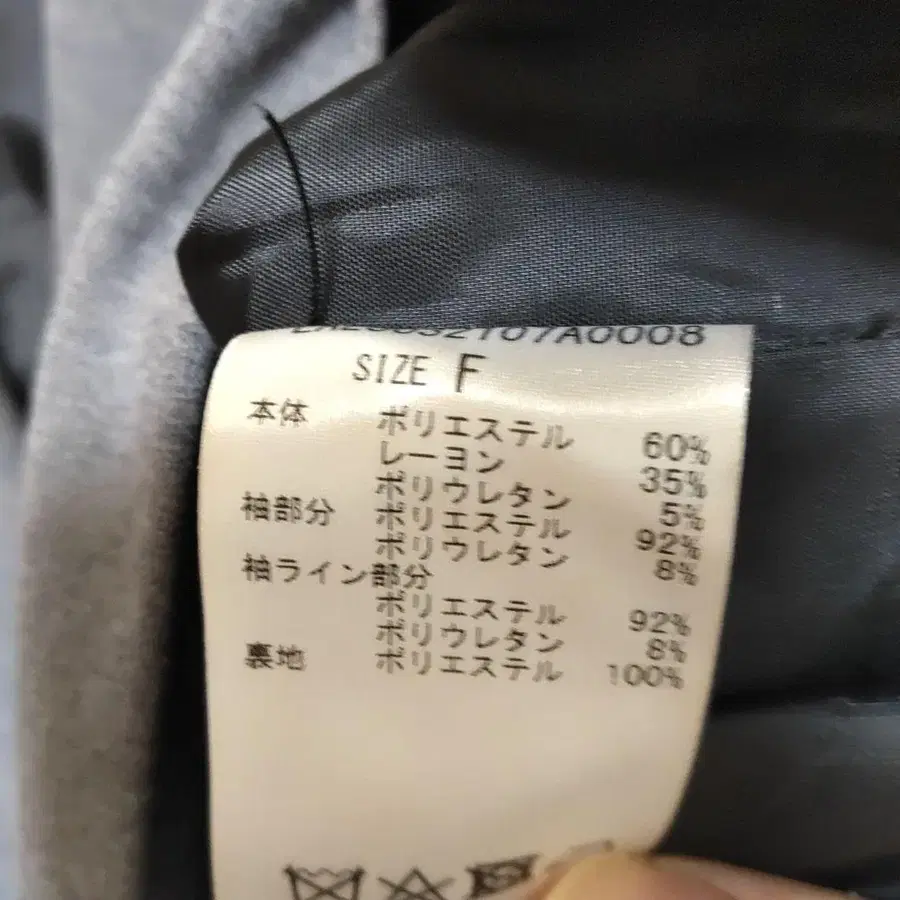 2107A0008
SIZE F
本体 ポリエステル 60%
レーヨン 35%
ポリウレタン 5%
袖部分 ポリエステル 92%
ポリウレタン 8%
袖ライン部分
ポリエステル 92%
ポリウレタン 8%
裏地 ポリエステル 100%